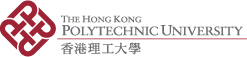 THE HONG KONG
POLYTECHNIC UNIVERSITY
香港理工大學